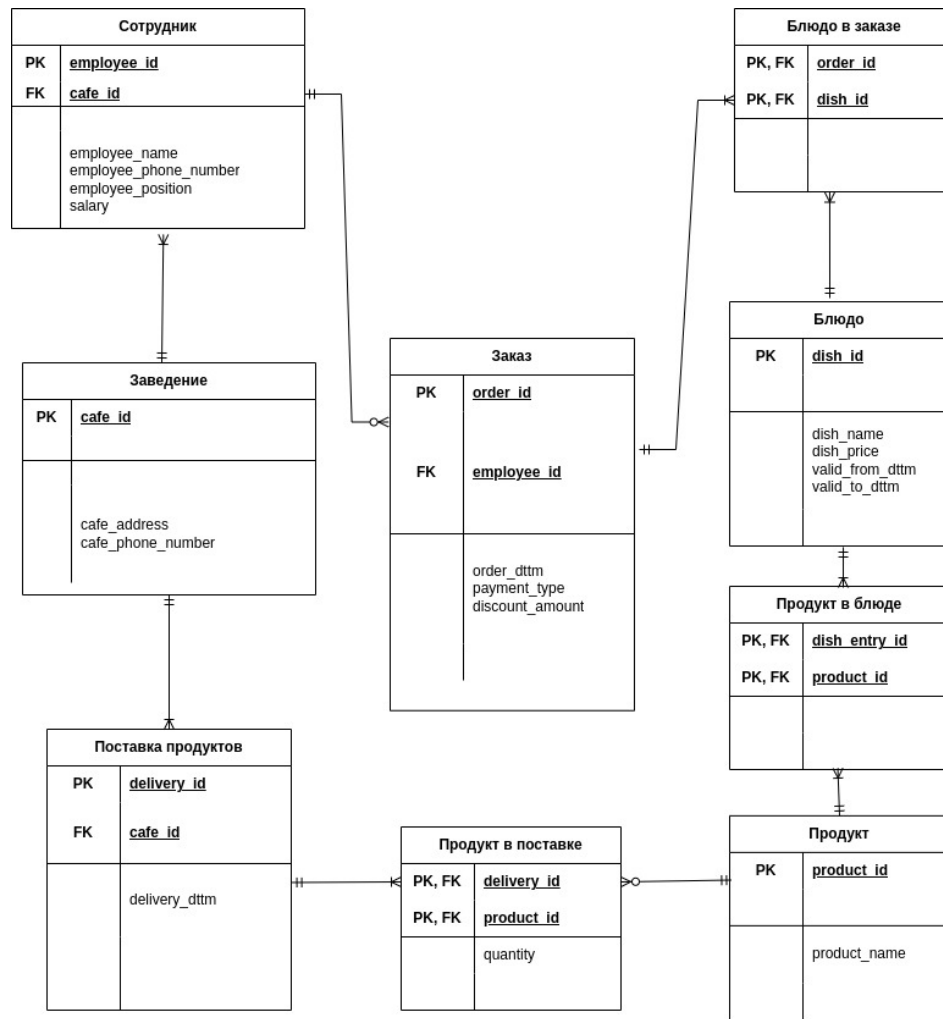 Сотрудник
PK employee_id
FK cafe_id
employee_name
employee_phone_number
employee_position
salary
Блюдо в заказе
PK, FK order_id
PK, FK dish_id
Заведение
PK cafe_id
cafe_address
cafe_phone_number
Заказ
PK order_id
FK employee_id
order_dttm
payment_type
discount_amount
Блюдо
PK dish_id
dish_name
dish_price
valid_from_dttm
valid_to_dttm
Продукт в блюде
PK, FK dish_entry_id
PK, FK product_id
Поставка продуктов
PK delivery_id
FK cafe_id
delivery_dttm
Продукт в поставке
PK, FK delivery_id
PK, FK product_id
quantity
Продукт
PK product_id
product_name